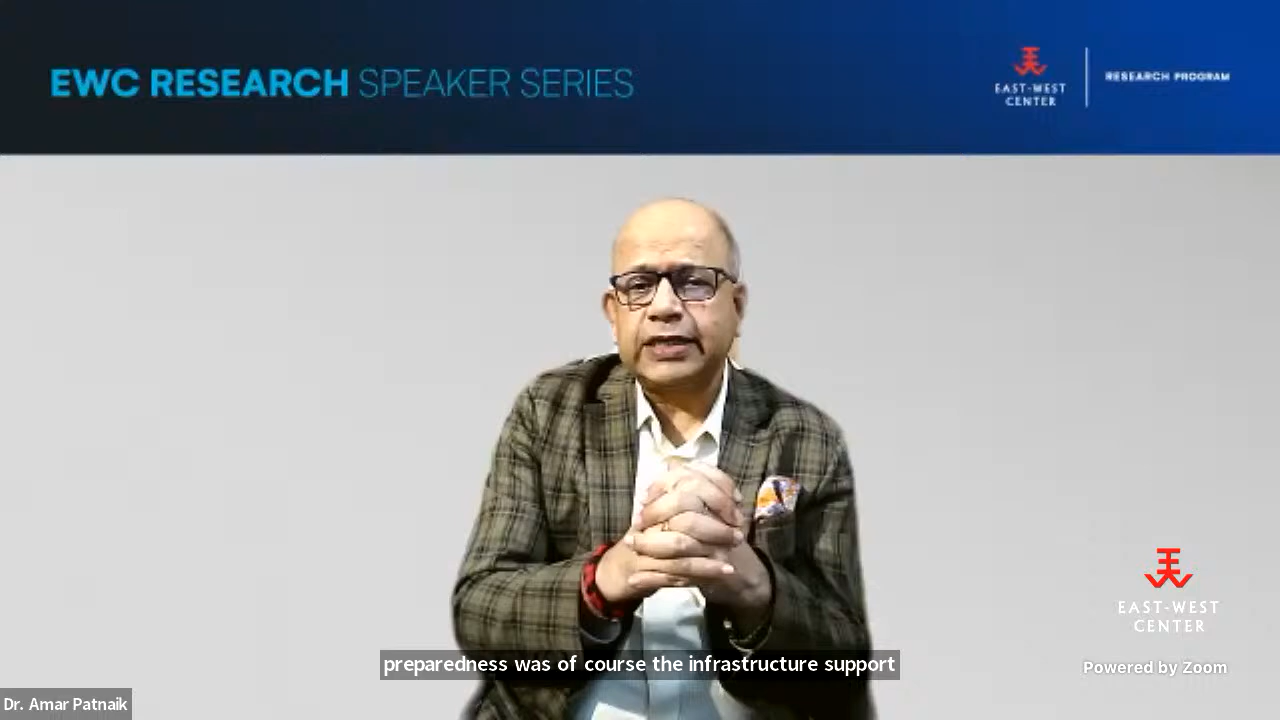 EWC RESEARCH SPEAKER SERIES
EAST-WEST
CENTER
RESEARCH PROGRAM
EAST-WEST
CENTER
preparedness was of course the infrastructure support
Powered by Zoom
Dr. Amar Patnaik